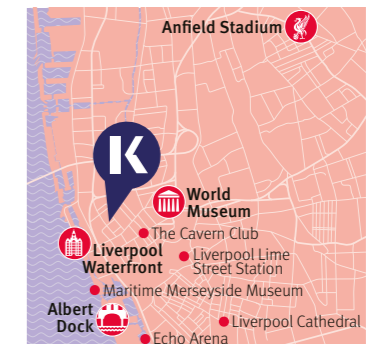 Anfield Stadium
K
World
Museum
The Cavern Club
Liverpool
Waterfront
Liverpool Lime
Street Station
Maritime Merseyside Museum
Albert
Dock
Liverpool Cathedral
Echo Arena